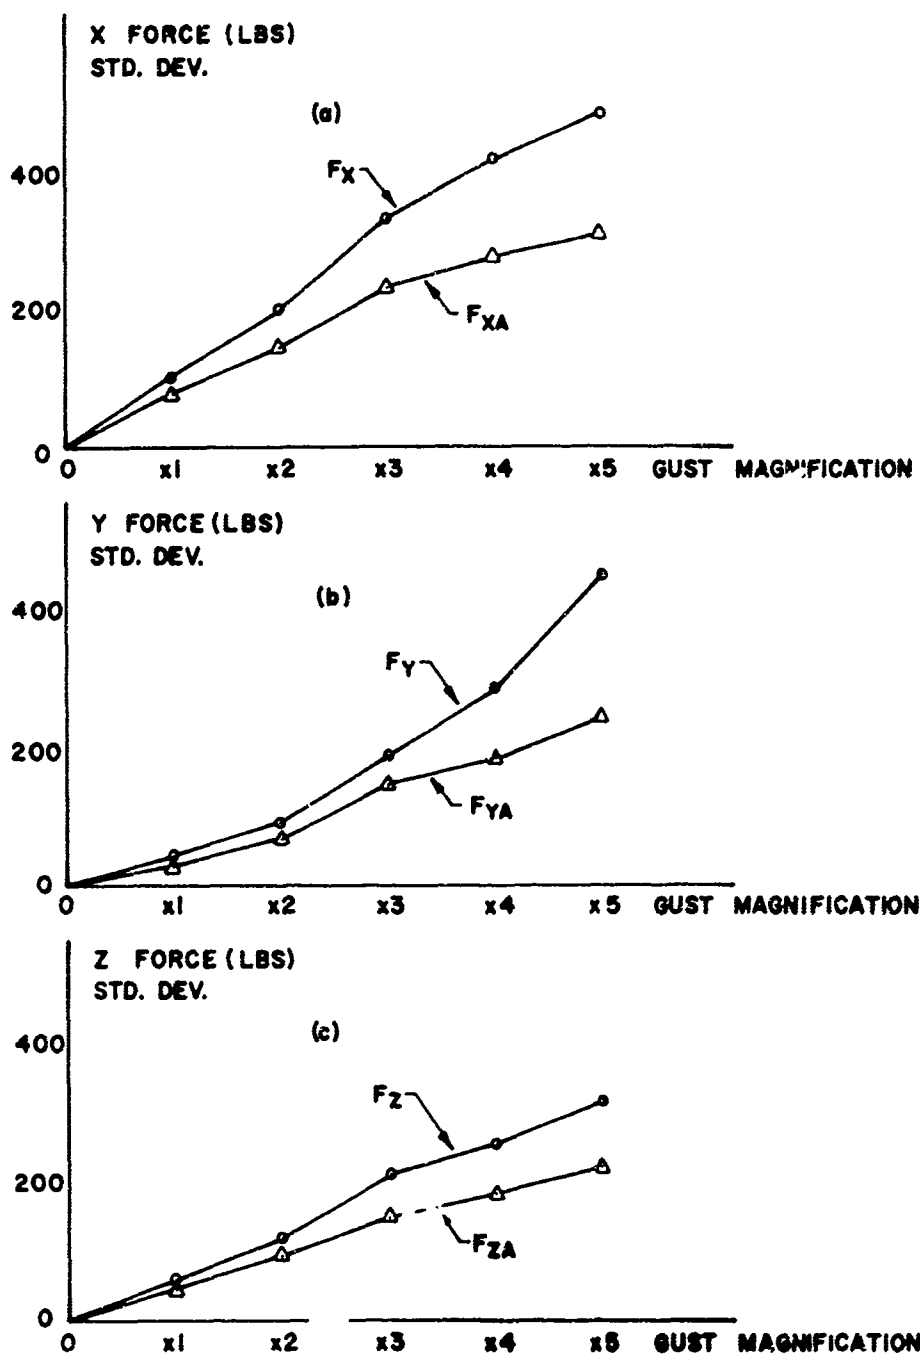 X FORCE (LBS)
STD. DEV.
(a)
400
FX
200
FXA
0
0 x1 x2 x3 x4 x5 GUST MAGNIFICATION
Y FORCE (LBS)
STD. DEV.
(b)
400
FY
200
FYA
0
0 x1 x2 x3 x4 x5 GUST MAGNIFICATION
Z FORCE (LBS)
STD. DEV.
(c)
400
FZ
200
FZA
0
0 x1 x2 x3 x4 x5 GUST MAGNIFICATION